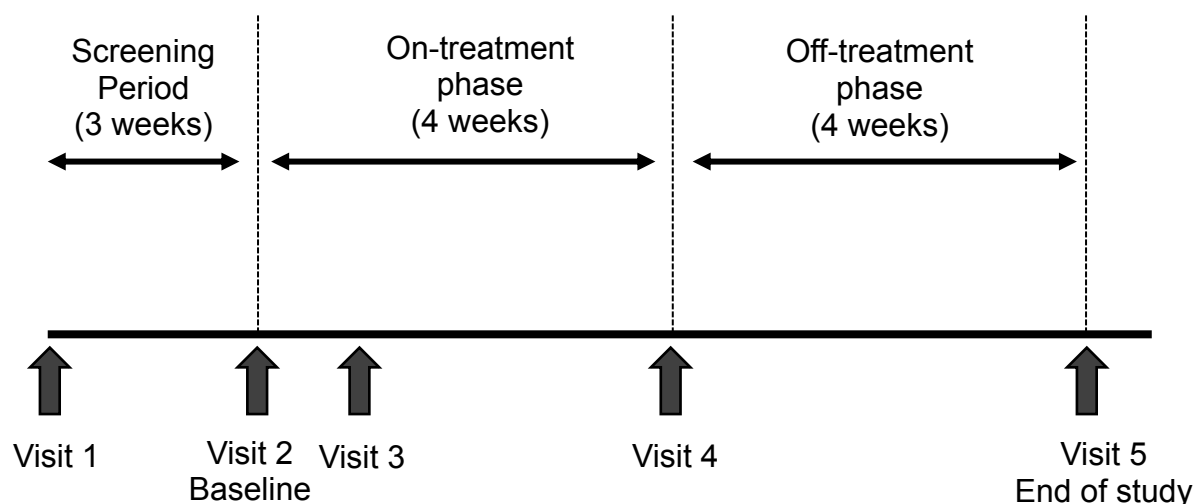 Screening
Period
(3 weeks)
On-treatment
phase
(4 weeks)
Off-treatment
phase
(4 weeks)
Visit 1
Visit 2
Baseline
Visit 3
Visit 4
Visit 5
End of study